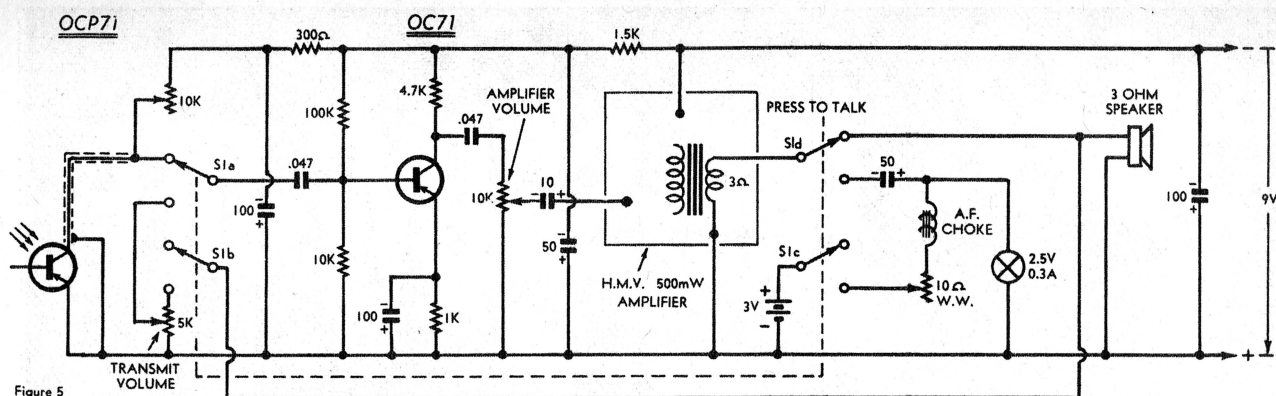 OCP71
OC71
300Ω
1.5K
10K
100K
4.7K
AMPLIFIER
VOLUME
.047
PRESS TO TALK
3 OHM
SPEAKER
S1a
.047
10K
10
3Ω
S1d
50
A.F.
CHOKE
100
100
9V
S1b
10K
50
S1c
2.5V
0.3A
H.M.V. 500mW
AMPLIFIER
3V
10Ω
W.W.
5K
100
1K
TRANSMIT
VOLUME
Figure 5